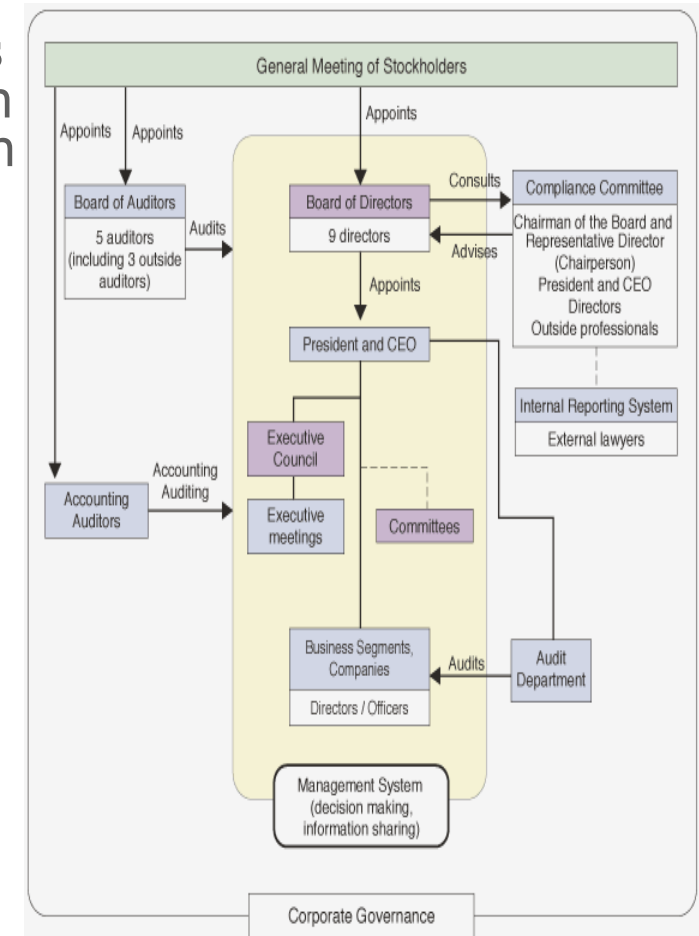 s
n
n
General Meeting of Stockholders
Appoints
Appoints
Appoints
Board of Auditors
5 auditors
(including 3 outside
auditors)
Audits
Board of Directors
9 directors
Consults
Advises
Compliance Committee
Chairman of the Board and
Representative Director
(Chairperson)
President and CEO
Directors
Outside professionals
Appoints
President and CEO
Internal Reporting System
External lawyers
Executive
Council
Executive
meetings
Committees
Accounting
Auditing
Accounting
Auditors
Business Segments,
Companies
Directors / Officers
Audits
Audit
Department
Management System
(decision making,
information sharing)
Corporate Governance